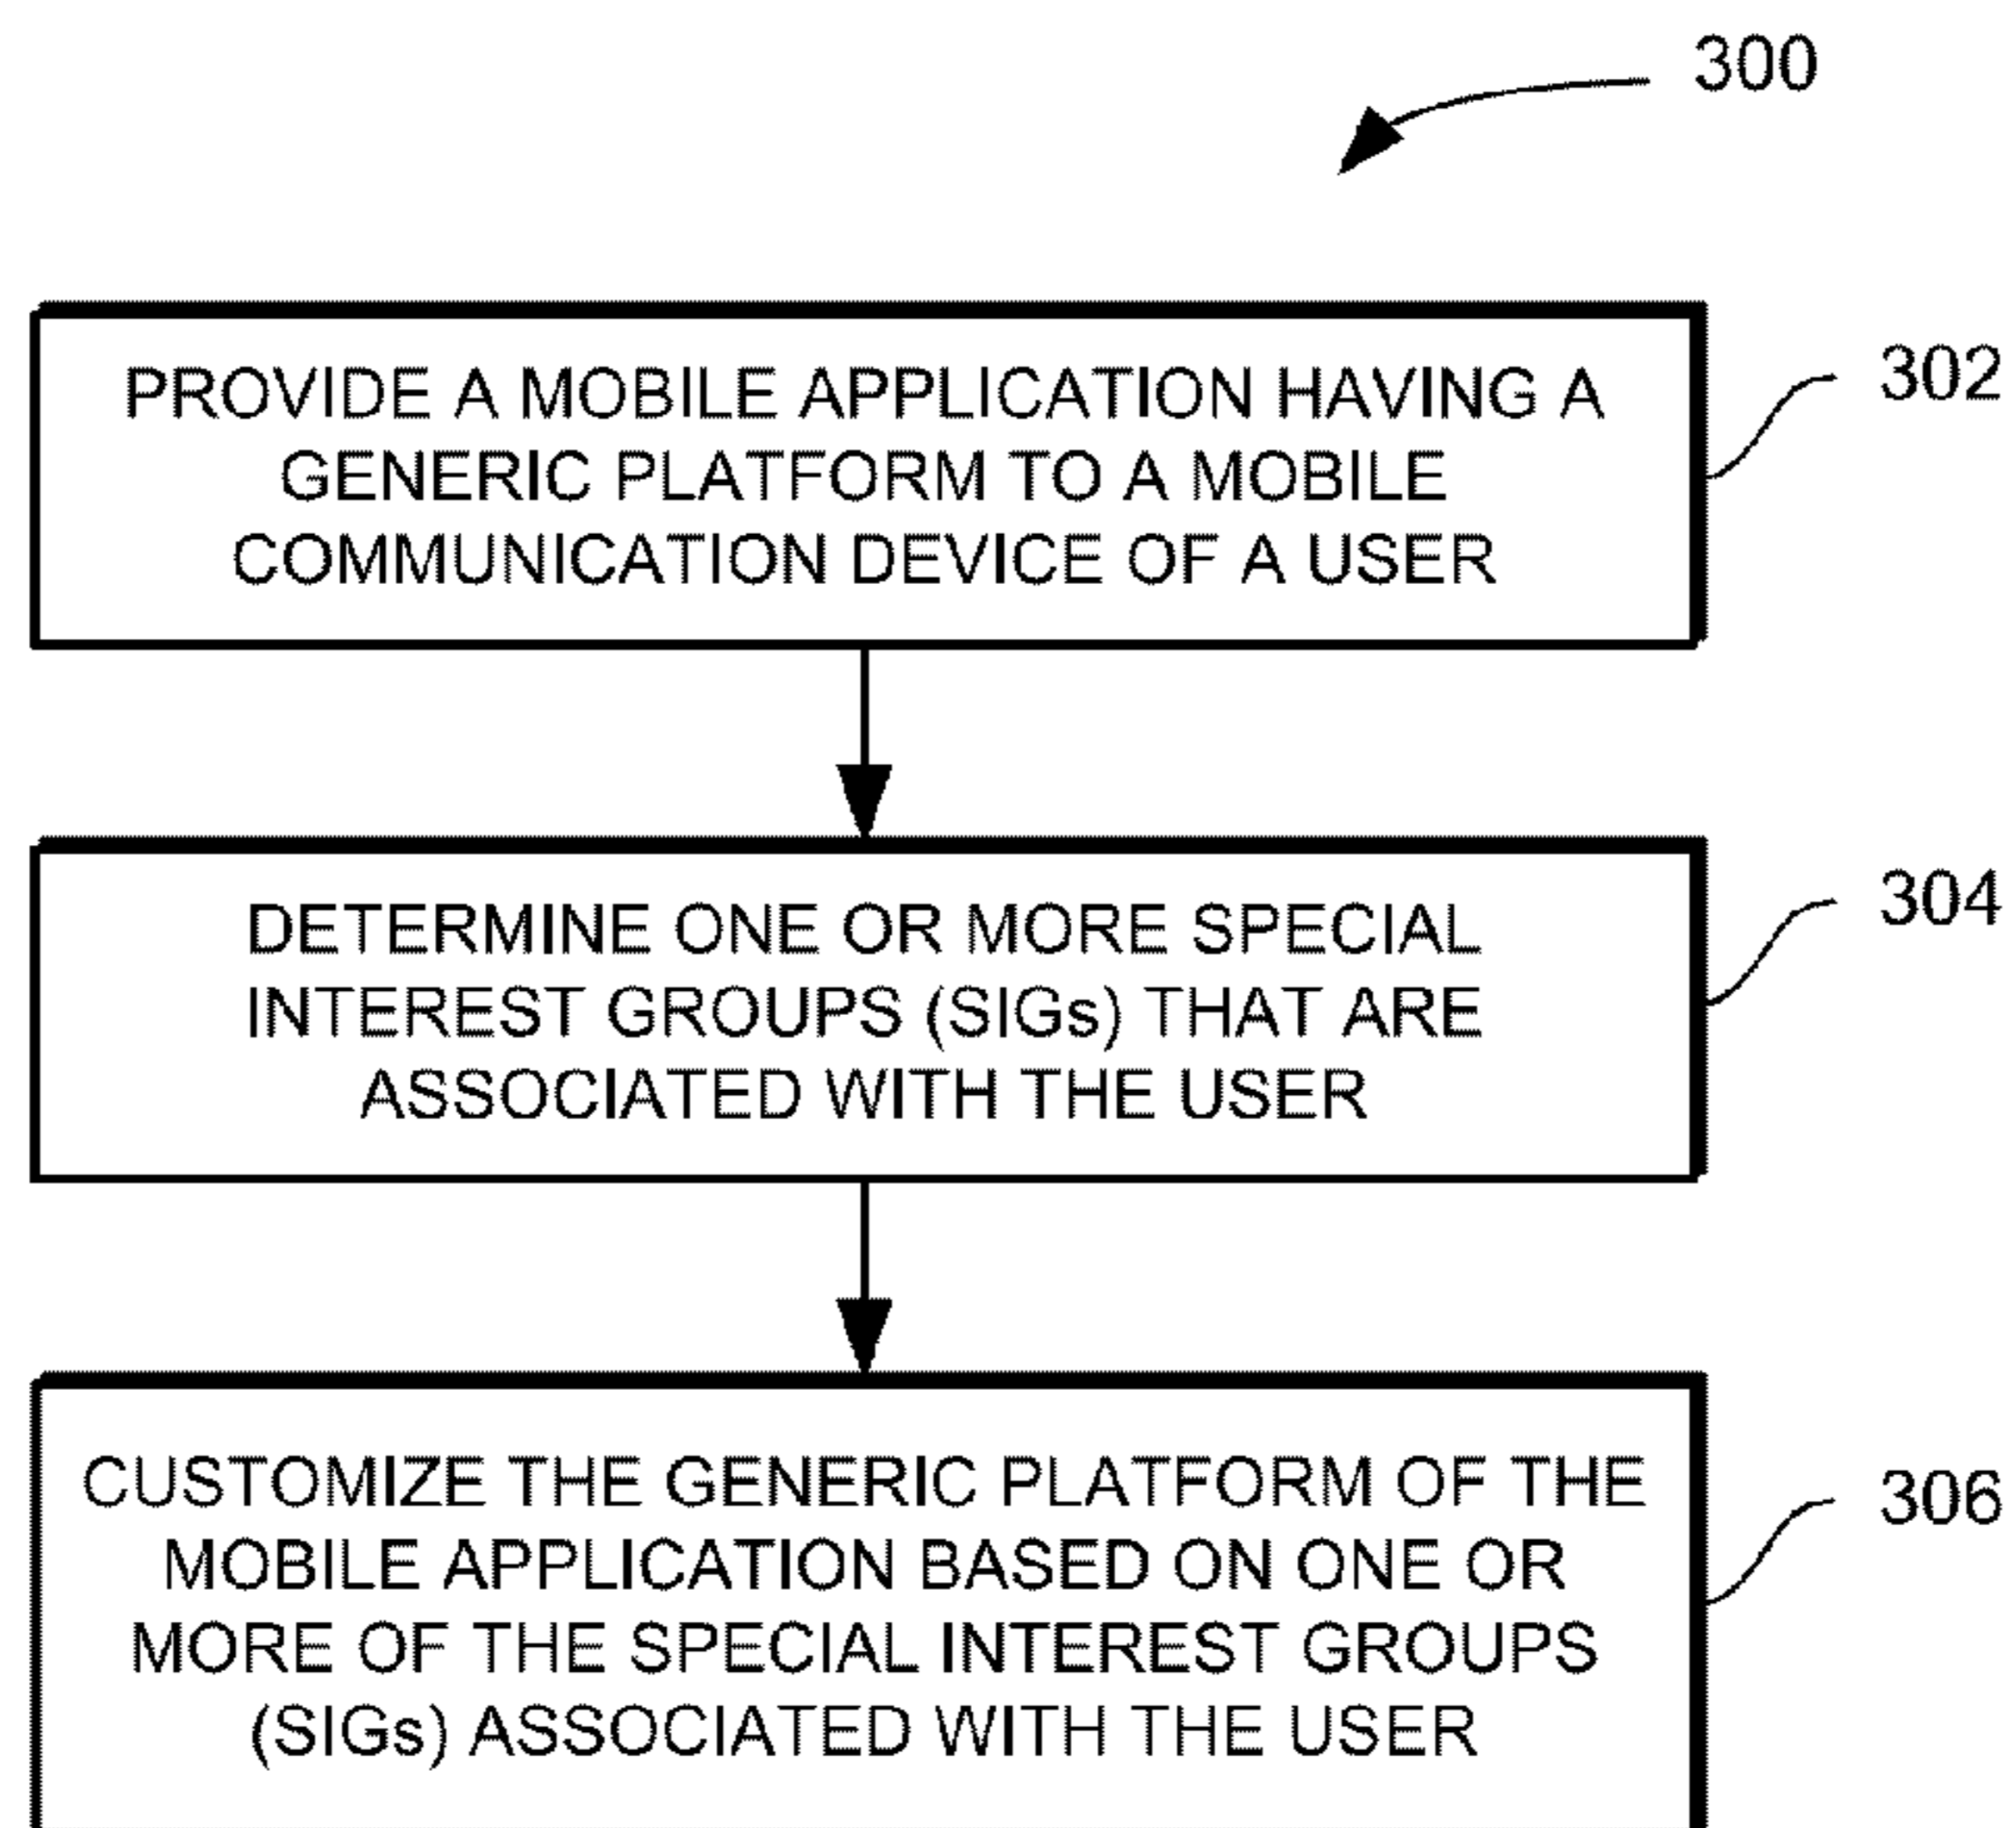 300
PROVIDE A MOBILE APPLICATION HAVING A
GENERIC PLATFORM TO A MOBILE
COMMUNICATION DEVICE OF A USER
302
DETERMINE ONE OR MORE SPECIAL
INTEREST GROUPS (SIGs) THAT ARE
ASSOCIATED WITH THE USER
304
CUSTOMIZE THE GENERIC PLATFORM OF THE
MOBILE APPLICATION BASED ON ONE OR
MORE OF THE SPECIAL INTEREST GROUPS
(SIGs) ASSOCIATED WITH THE USER
306